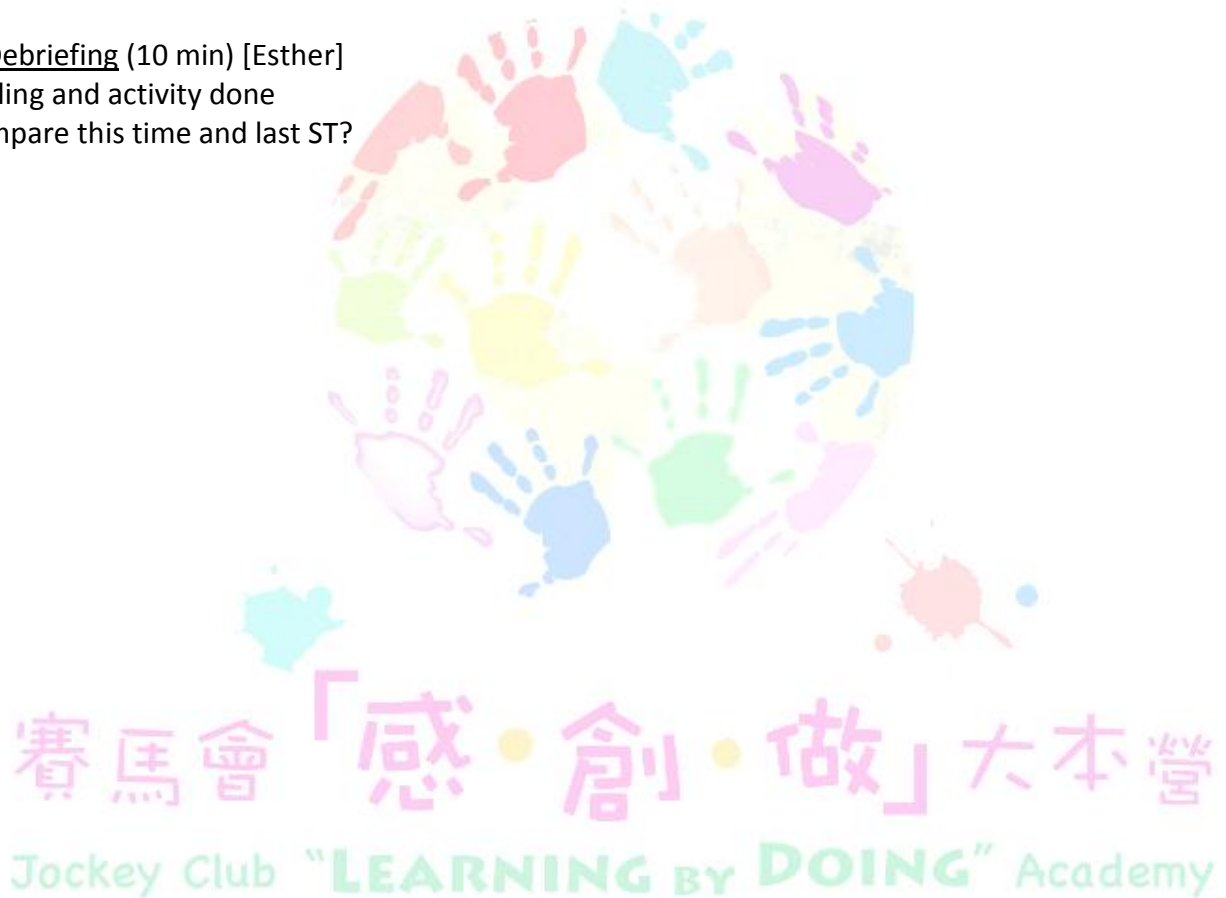 Debriefing (10 min) [Esther]
ling and activity done
mpare this time and last ST?
賽馬會「感•創•做」大本營
Jockey Club "LEARNING BY DOING" Academy